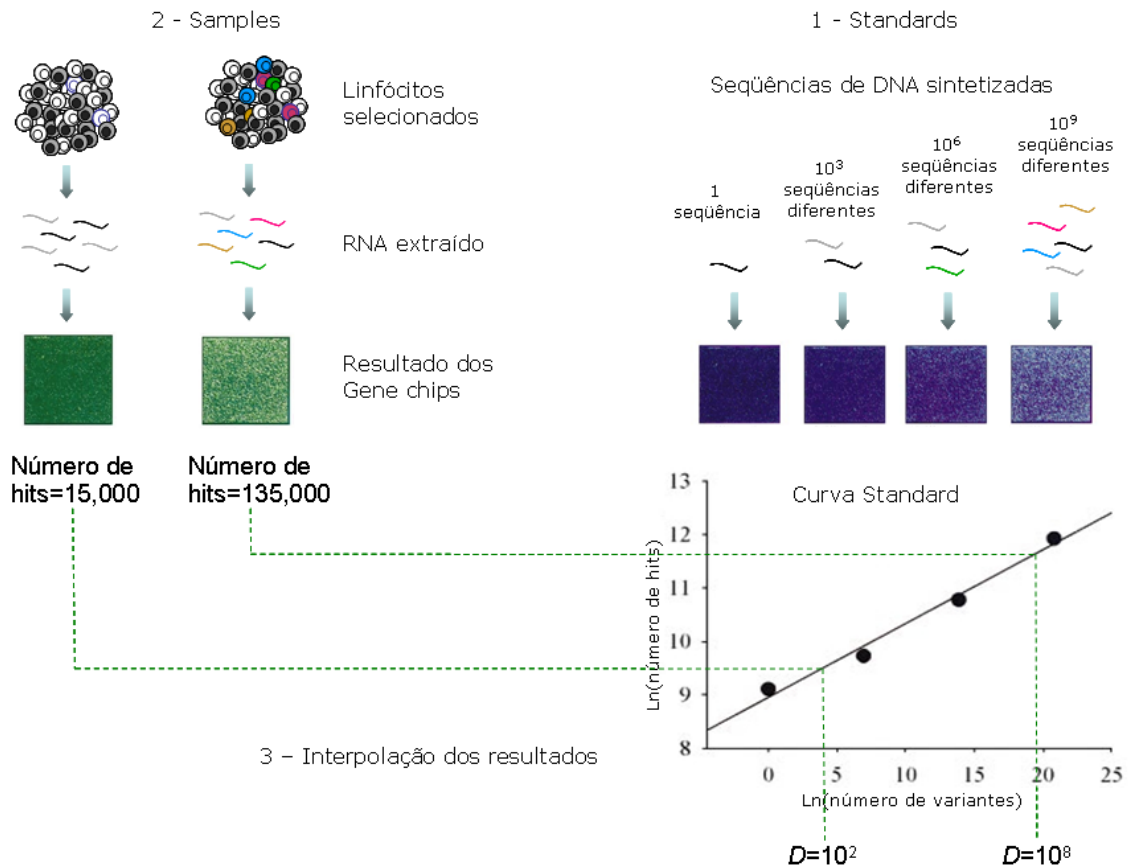 2 - Samples
Linfócitos
selecionados
RNA extraído
Resultado dos
Gene chips
Número de
hits=15,000
Número de
hits=135,000
1 - Standards
Seqüências de DNA sintetizadas
1
seqüência
10³
seqüências
diferentes
10⁶
seqüências
diferentes
10⁹
seqüências
diferentes
Curva Standard
Ln(número de hits)
13
12
11
10
9
8
0
5
10
15
20
25
Ln(número de variantes)
D=10²
D=10⁸
3 – Interpolação dos resultados